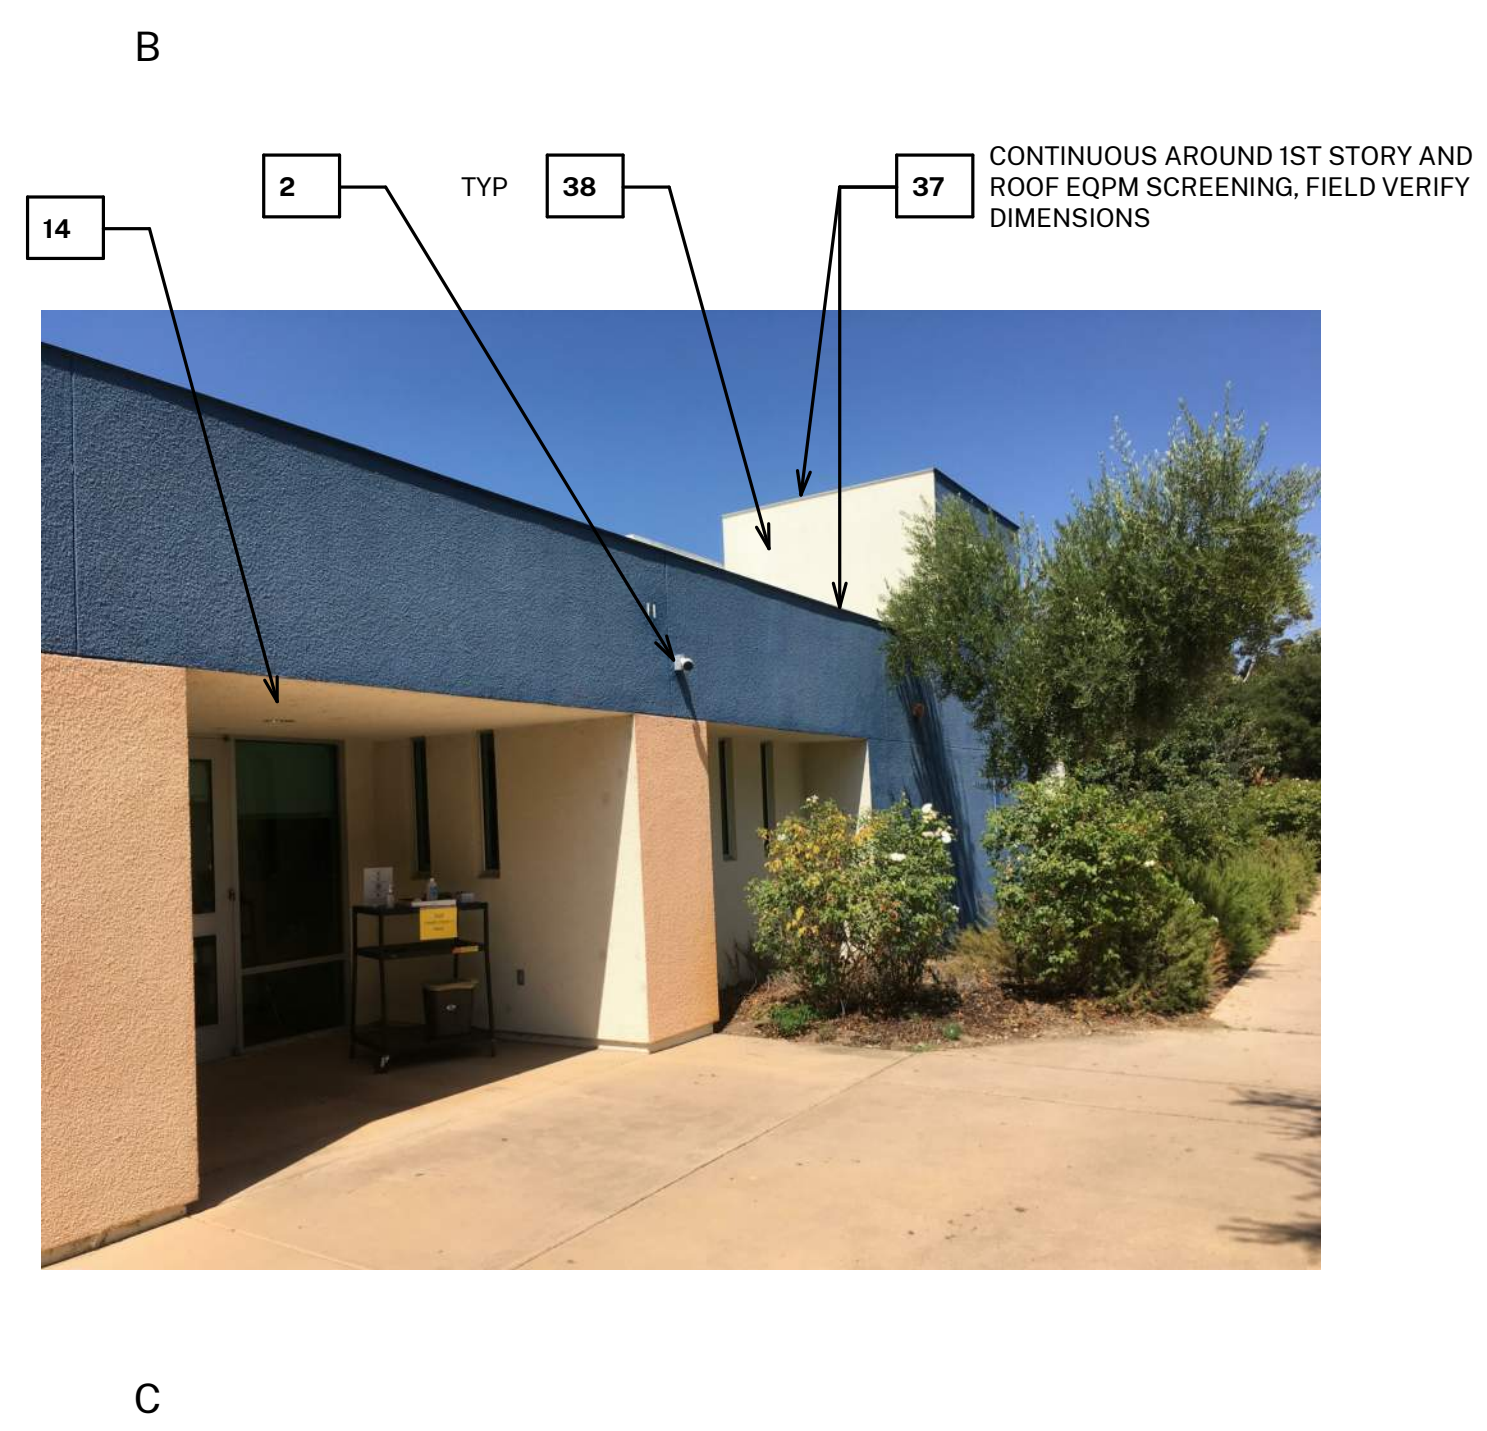 B
CONTINUOUS AROUND 1ST STORY AND
ROOF EQPM SCREENING, FIELD VERIFY
DIMENSIONS
37
TYP
38
2
14
C